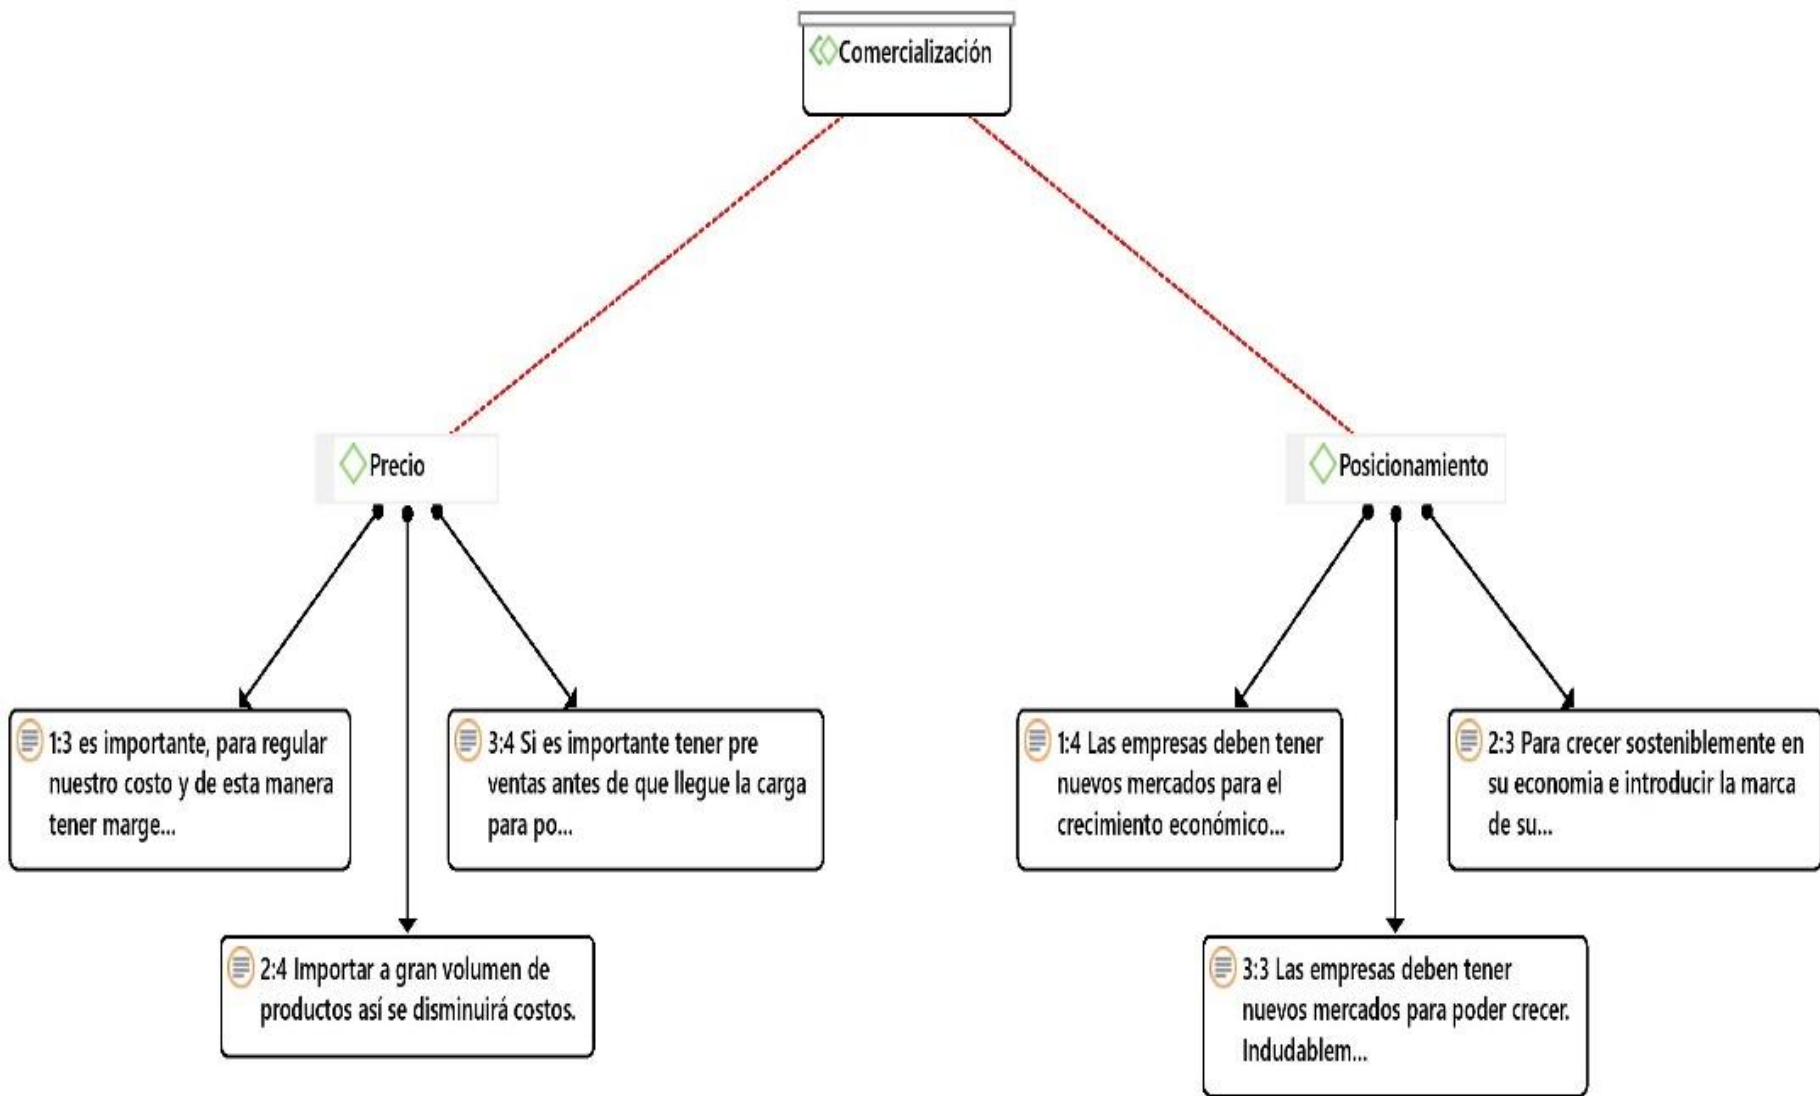 Comercialización
Precio
Posicionamiento
1:3 es importante, para regular
nuestro costo y de esta manera
tener marge...
3:4 Si es importante tener pre
ventas antes de que llegue la carga
para po...
1:4 Las empresas deben tener
nuevos mercados para el
crecimiento económico...
2:3 Para crecer sosteniblemente en
su economia e introducir la marca
de su...
2:4 Importar a gran volumen de
productos así se disminuirá costos.
3:3 Las empresas deben tener
nuevos mercados para poder crecer.
Indudablem...